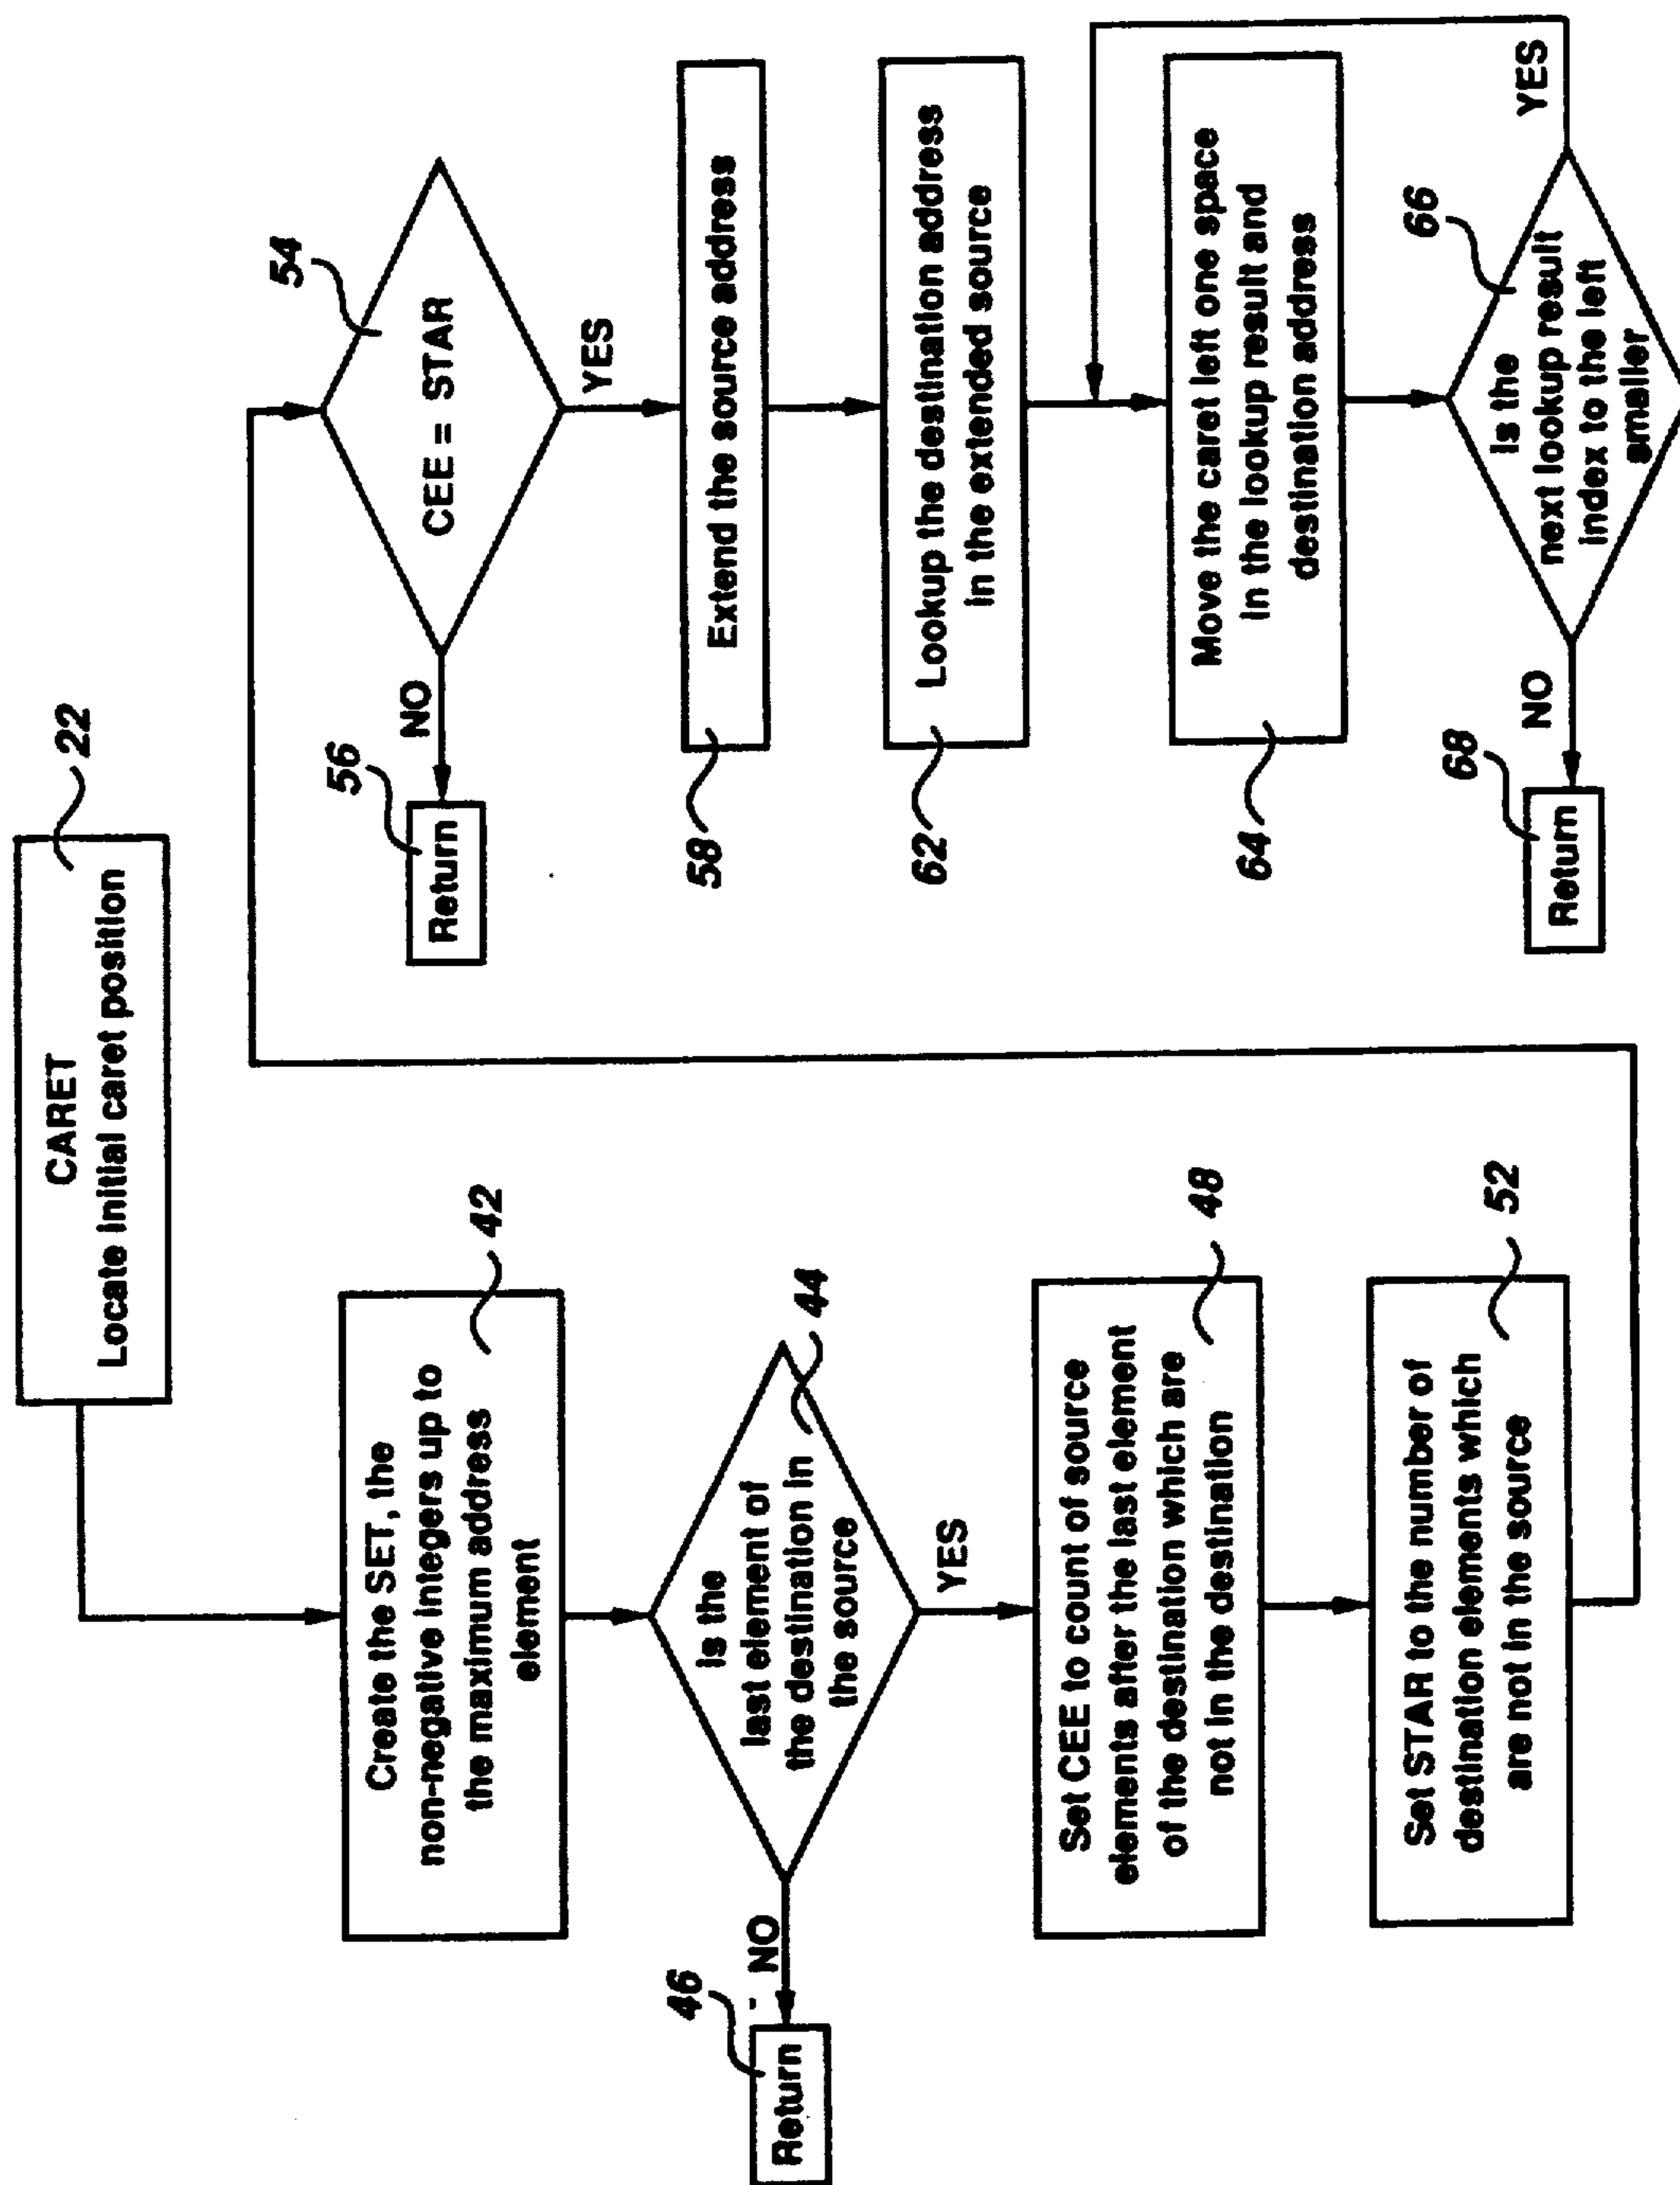 CARET
Locate initial caret position
22
Create the SET, the
non-negative integers up to
the maximum address
element
42
Is the
last element of
the destination in
the source
44
NO
Return
46
YES
Set CEE to count of source
elements after the last element
of the destination which are
not in the destination
48
Set STAR to the number of
destination elements which
are not in the source
52
CEE = STAR
54
NO
Return
56
YES
Extend the source address
58
Lookup the destination address
in the extended source
62
Move the caret left one space
in the lookup result and
destination address
64
Is the
next lookup result
index to the left
smaller
66
YES
NO
Return
68